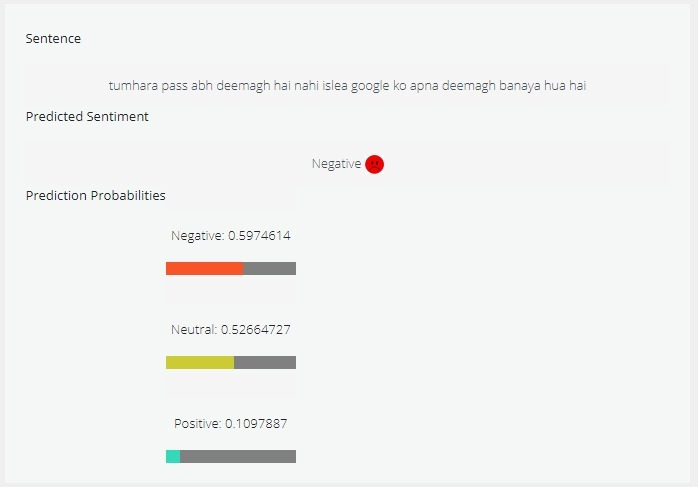 Sentence
tumhara pass abh deemagh hai nahi islea google ko apna deemagh banaya hua hai
Predicted Sentiment
Negative
Prediction Probabilities
Negative: 0.5974614
Neutral: 0.52664727
Positive: 0.1097887